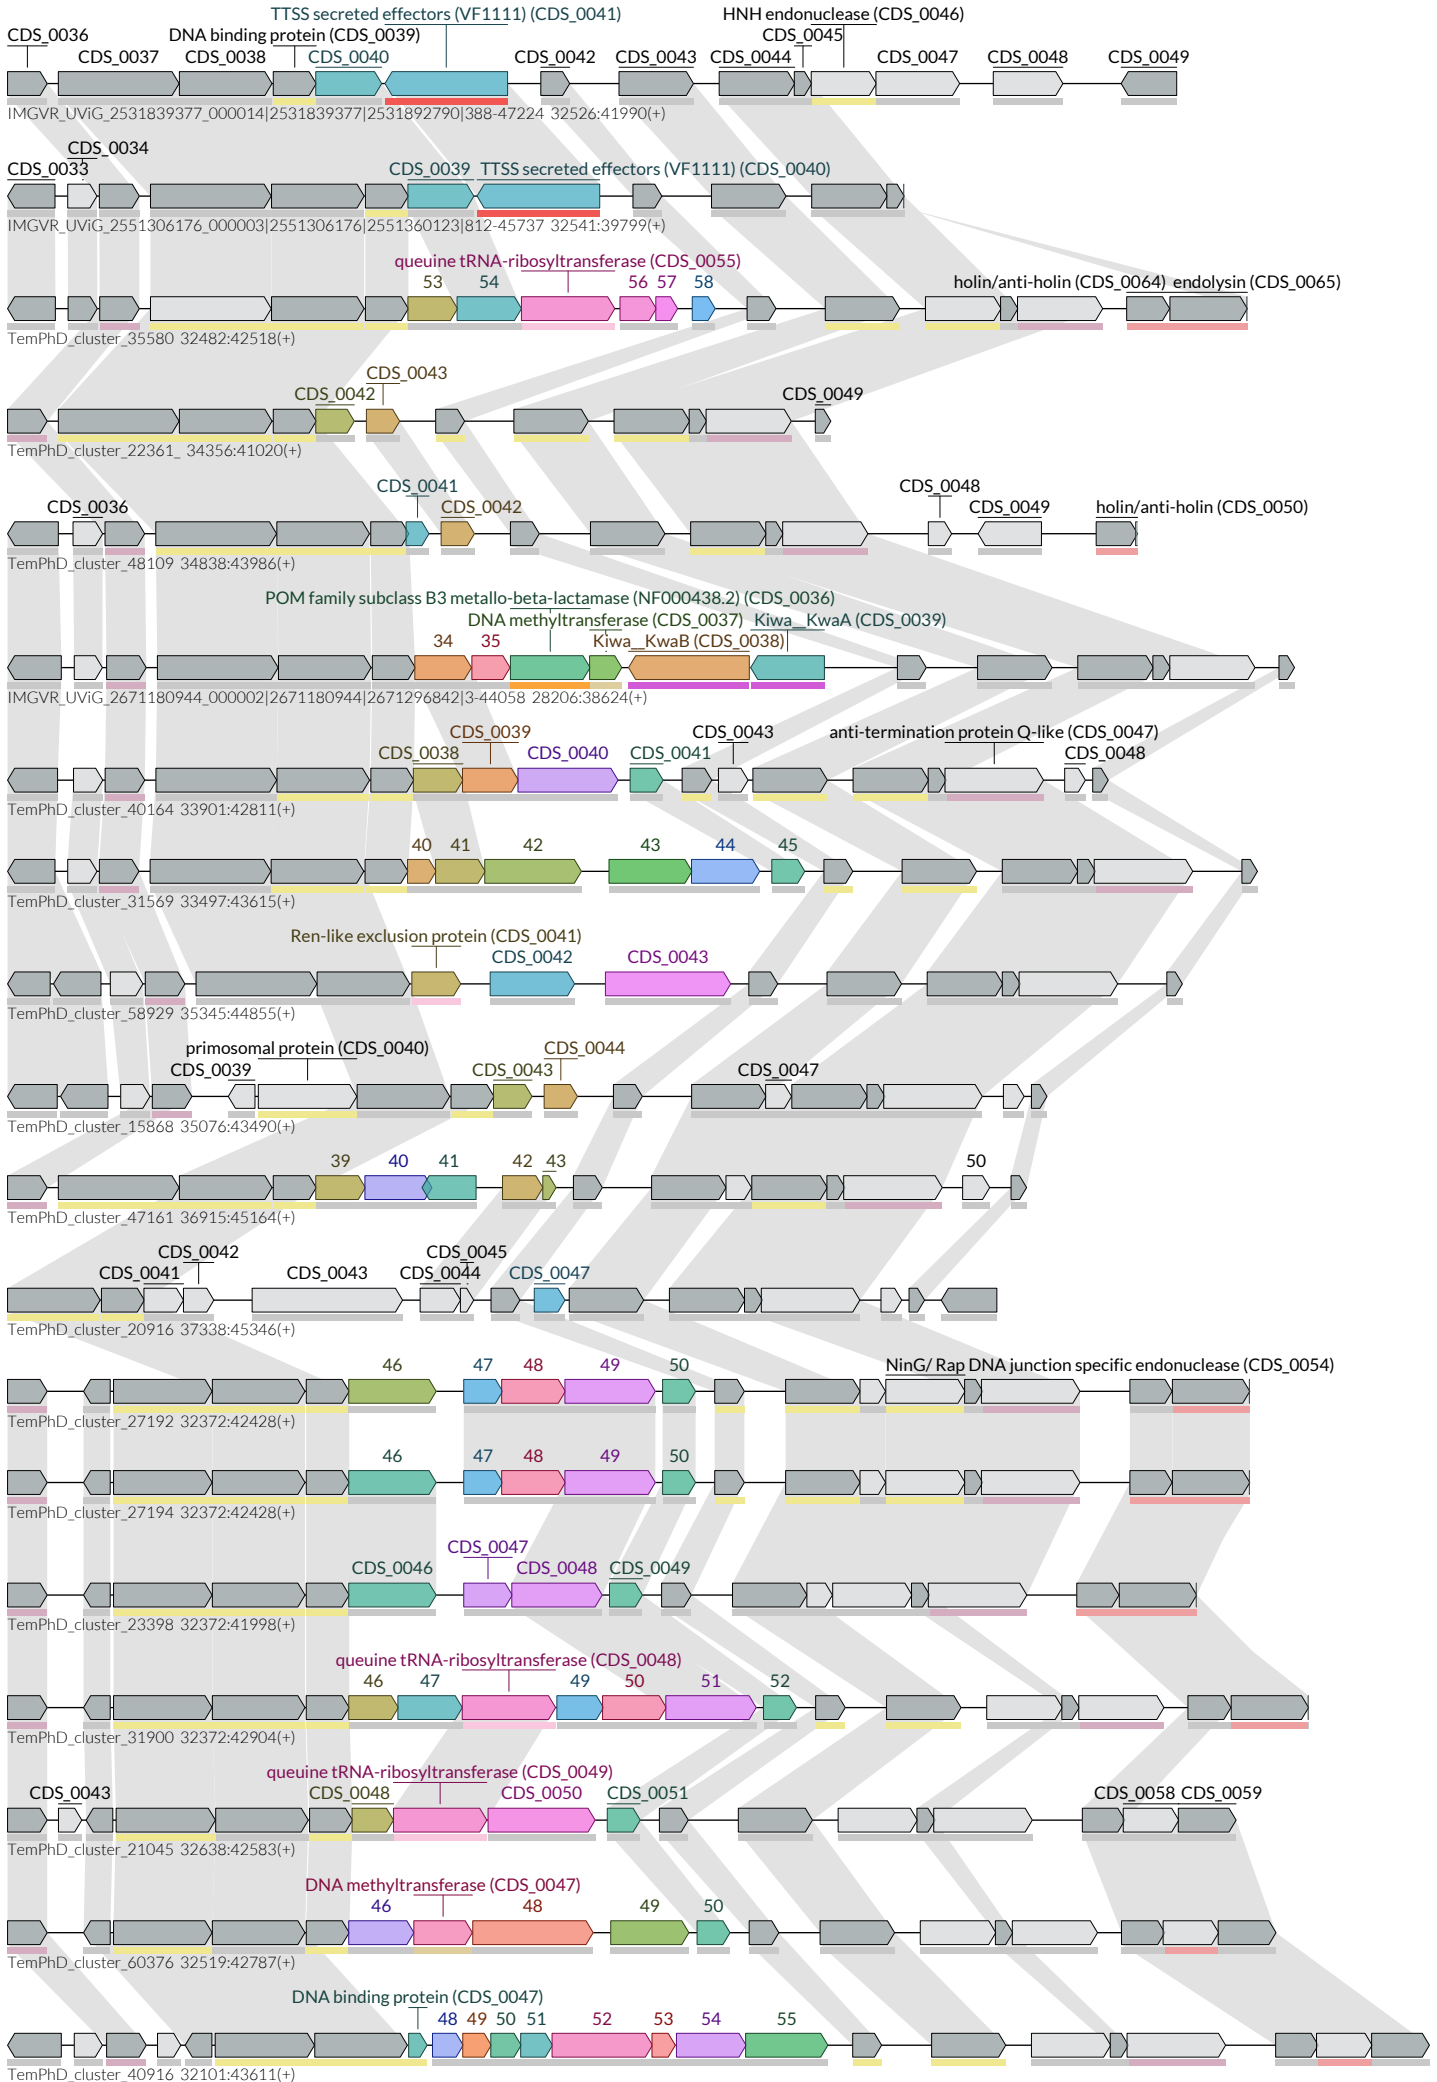 TTSS secreted effectors (VF1111) (CDS_0041) HNH endonuclease (CDS_0046)
CDS_0036 DNA binding protein (CDS_0039) CDS_0045
CDS_0037 CDS_0038 CDS_0040 CDS_0042 CDS_0043 CDS_0044 CDS_0047 CDS_0048 CDS_0049
IMGVR_UViG_2531839377_000014|2531839377|2531892790|388-47224 32526:41990(+)
CDS_0034
CDS_0033 CDS_0039 TTSS secreted effectors (VF1111) (CDS_0040)
IMGVR_UViG_2551306176_000003|2551306176|2551360123|812-45737 32541:39799(+)
queuine tRNA-ribosyltransferase (CDS_0055)
53 54 56 57 58 holin/anti-holin (CDS_0064) endolysin (CDS_0065)
TemPhD_cluster_35580 32482:42518(+)
CDS_0043
CDS_0042 CDS_0049
TemPhD_cluster_22361_ 34356:41020(+)
CDS_0041 CDS_0048
CDS_0036 CDS_0042 CDS_0049 holin/anti-holin (CDS_0050)
TemPhD_cluster_48109 34838:43986(+)
POM family subclass B3 metallo-beta-lactamase (NF000438.2) (CDS_0036)
DNA methyltransferase (CDS_0037) Kiwa__KwaA (CDS_0039)
34 35 Kiwa__KwaB (CDS_0038)
IMGVR_UViG_2671180944_000002|2671180944|2671296842|3-44058 28206:38624(+)
CDS_0039 CDS_0043 anti-termination protein Q-like (CDS_0047)
CDS_0038 CDS_0040 CDS_0041 CDS_0048
TemPhD_cluster_40164 33901:42811(+)
40 41 42 43 44 45
TemPhD_cluster_31569 33497:43615(+)
Ren-like exclusion protein (CDS_0041)
CDS_0042 CDS_0043
TemPhD_cluster_58929 35345:44855(+)
primosomal protein (CDS_0040) CDS_0044
CDS_0039 CDS_0043 CDS_0047
TemPhD_cluster_15868 35076:43490(+)
39 40 41 42 43 50
TemPhD_cluster_47161 36915:45164(+)
CDS_0042 CDS_0045
CDS_0041 CDS_0043 CDS_0044 CDS_0047
TemPhD_cluster_20916 37338:45346(+)
46 47 48 49 50 NinG/ Rap DNA junction specific endonuclease (CDS_0054)
TemPhD_cluster_27192 32372:42428(+)
46 47 48 49 50
TemPhD_cluster_27194 32372:42428(+)
CDS_0047
CDS_0046 CDS_0048 CDS_0049
TemPhD_cluster_23398 32372:41998(+)
queuine tRNA-ribosyltransferase (CDS_0048)
46 47 49 50 51 52
TemPhD_cluster_31900 32372:42904(+)
queuine tRNA-ribosyltransferase (CDS_0049)
CDS_0043 CDS_0048 CDS_0050 CDS_0051 CDS_0058 CDS_0059
TemPhD_cluster_21045 32638:42583(+)
DNA methyltransferase (CDS_0047)
46 48 49 50
TemPhD_cluster_60376 32519:42787(+)
DNA binding protein (CDS_0047)
48 49 50 51 52 53 54 55
TemPhD_cluster_40916 32101:43611(+)